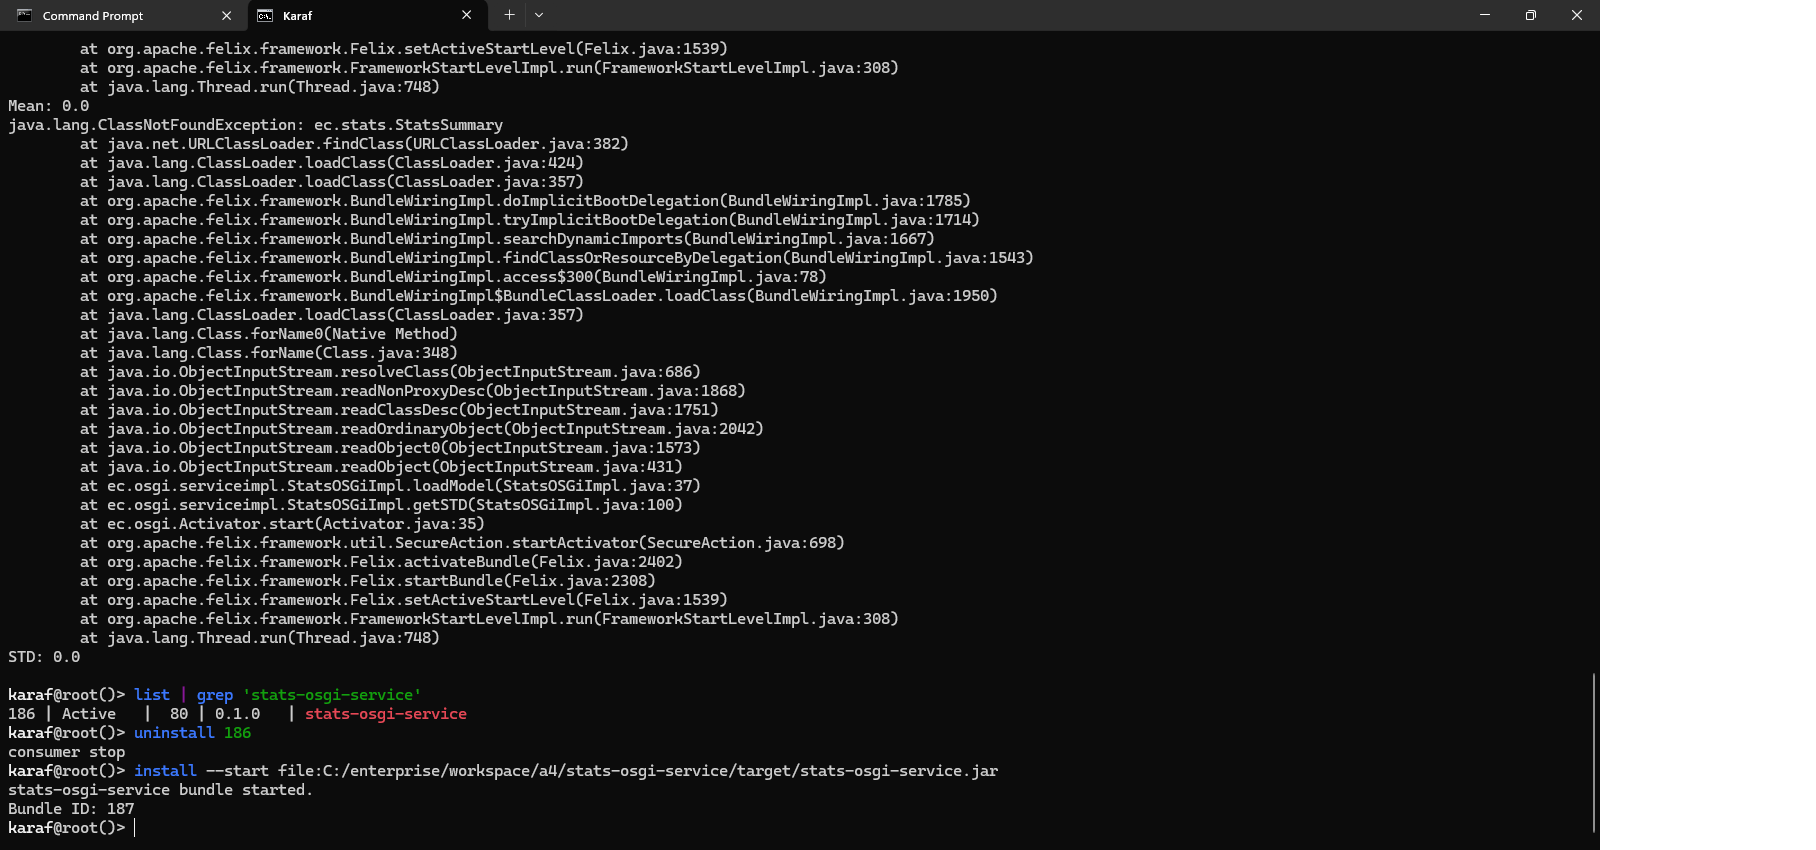 Command Prompt
Karaf
at org.apache.felix.framework.Felix.setActiveStartLevel(Felix.java:1539)
at org.apache.felix.framework.FrameworkStartLevelImpl.run(FrameworkStartLevelImpl.java:308)
at java.lang.Thread.run(Thread.java:748)
Mean: 0.0
java.lang.ClassNotFoundException: ec.stats.StatsSummary
at java.net.URLClassLoader.findClass(URLClassLoader.java:382)
at java.lang.ClassLoader.loadClass(ClassLoader.java:424)
at java.lang.ClassLoader.loadClass(ClassLoader.java:357)
at org.apache.felix.framework.BundleWiringImpl.doImplicitBootDelegation(BundleWiringImpl.java:1785)
at org.apache.felix.framework.BundleWiringImpl.tryImplicitBootDelegation(BundleWiringImpl.java:1714)
at org.apache.felix.framework.BundleWiringImpl.searchDynamicImports(BundleWiringImpl.java:1667)
at org.apache.felix.framework.BundleWiringImpl.findClassOrResourceByDelegation(BundleWiringImpl.java:1543)
at org.apache.felix.framework.BundleWiringImpl.access$300(BundleWiringImpl.java:78)
at org.apache.felix.framework.BundleWiringImpl$BundleClassLoader.loadClass(BundleWiringImpl.java:1950)
at java.lang.ClassLoader.loadClass(ClassLoader.java:357)
at java.lang.Class.forName0(Native Method)
at java.lang.Class.forName(Class.java:348)
at java.io.ObjectInputStream.resolveClass(ObjectInputStream.java:686)
at java.io.ObjectInputStream.readNonProxyDesc(ObjectInputStream.java:1868)
at java.io.ObjectInputStream.readClassDesc(ObjectInputStream.java:1751)
at java.io.ObjectInputStream.readOrdinaryObject(ObjectInputStream.java:2042)
at java.io.ObjectInputStream.readObject0(ObjectInputStream.java:1573)
at java.io.ObjectInputStream.readObject(ObjectInputStream.java:431)
at ec.osgi.serviceimpl.StatsOSGiImpl.loadModel(StatsOSGiImpl.java:37)
at ec.osgi.serviceimpl.StatsOSGiImpl.getSTD(StatsOSGiImpl.java:100)
at ec.osgi.Activator.start(Activator.java:35)
at org.apache.felix.framework.util.SecureAction.startActivator(SecureAction.java:698)
at org.apache.felix.framework.Felix.activateBundle(Felix.java:2402)
at org.apache.felix.framework.Felix.startBundle(Felix.java:2308)
at org.apache.felix.framework.Felix.setActiveStartLevel(Felix.java:1539)
at org.apache.felix.framework.FrameworkStartLevelImpl.run(FrameworkStartLevelImpl.java:308)
at java.lang.Thread.run(Thread.java:748)
STD: 0.0
karaf@root()> list | grep 'stats-osgi-service'
186 | Active   |  80 | 0.1.0   | stats-osgi-service
karaf@root()> uninstall 186
consumer stop
karaf@root()> install --start file:C:/enterprise/workspace/a4/stats-osgi-service/target/stats-osgi-service.jar
stats-osgi-service bundle started.
Bundle ID: 187
karaf@root()>